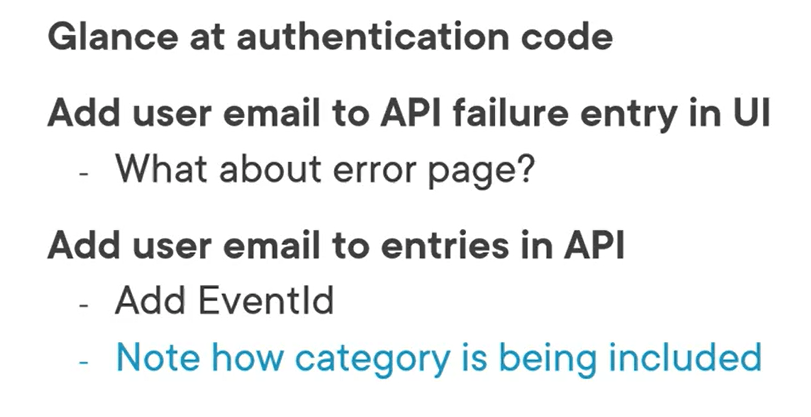 Glance at authentication code
Add user email to API failure entry in UI
- What about error page?
Add user email to entries in API
- Add EventId
- Note how category is being included